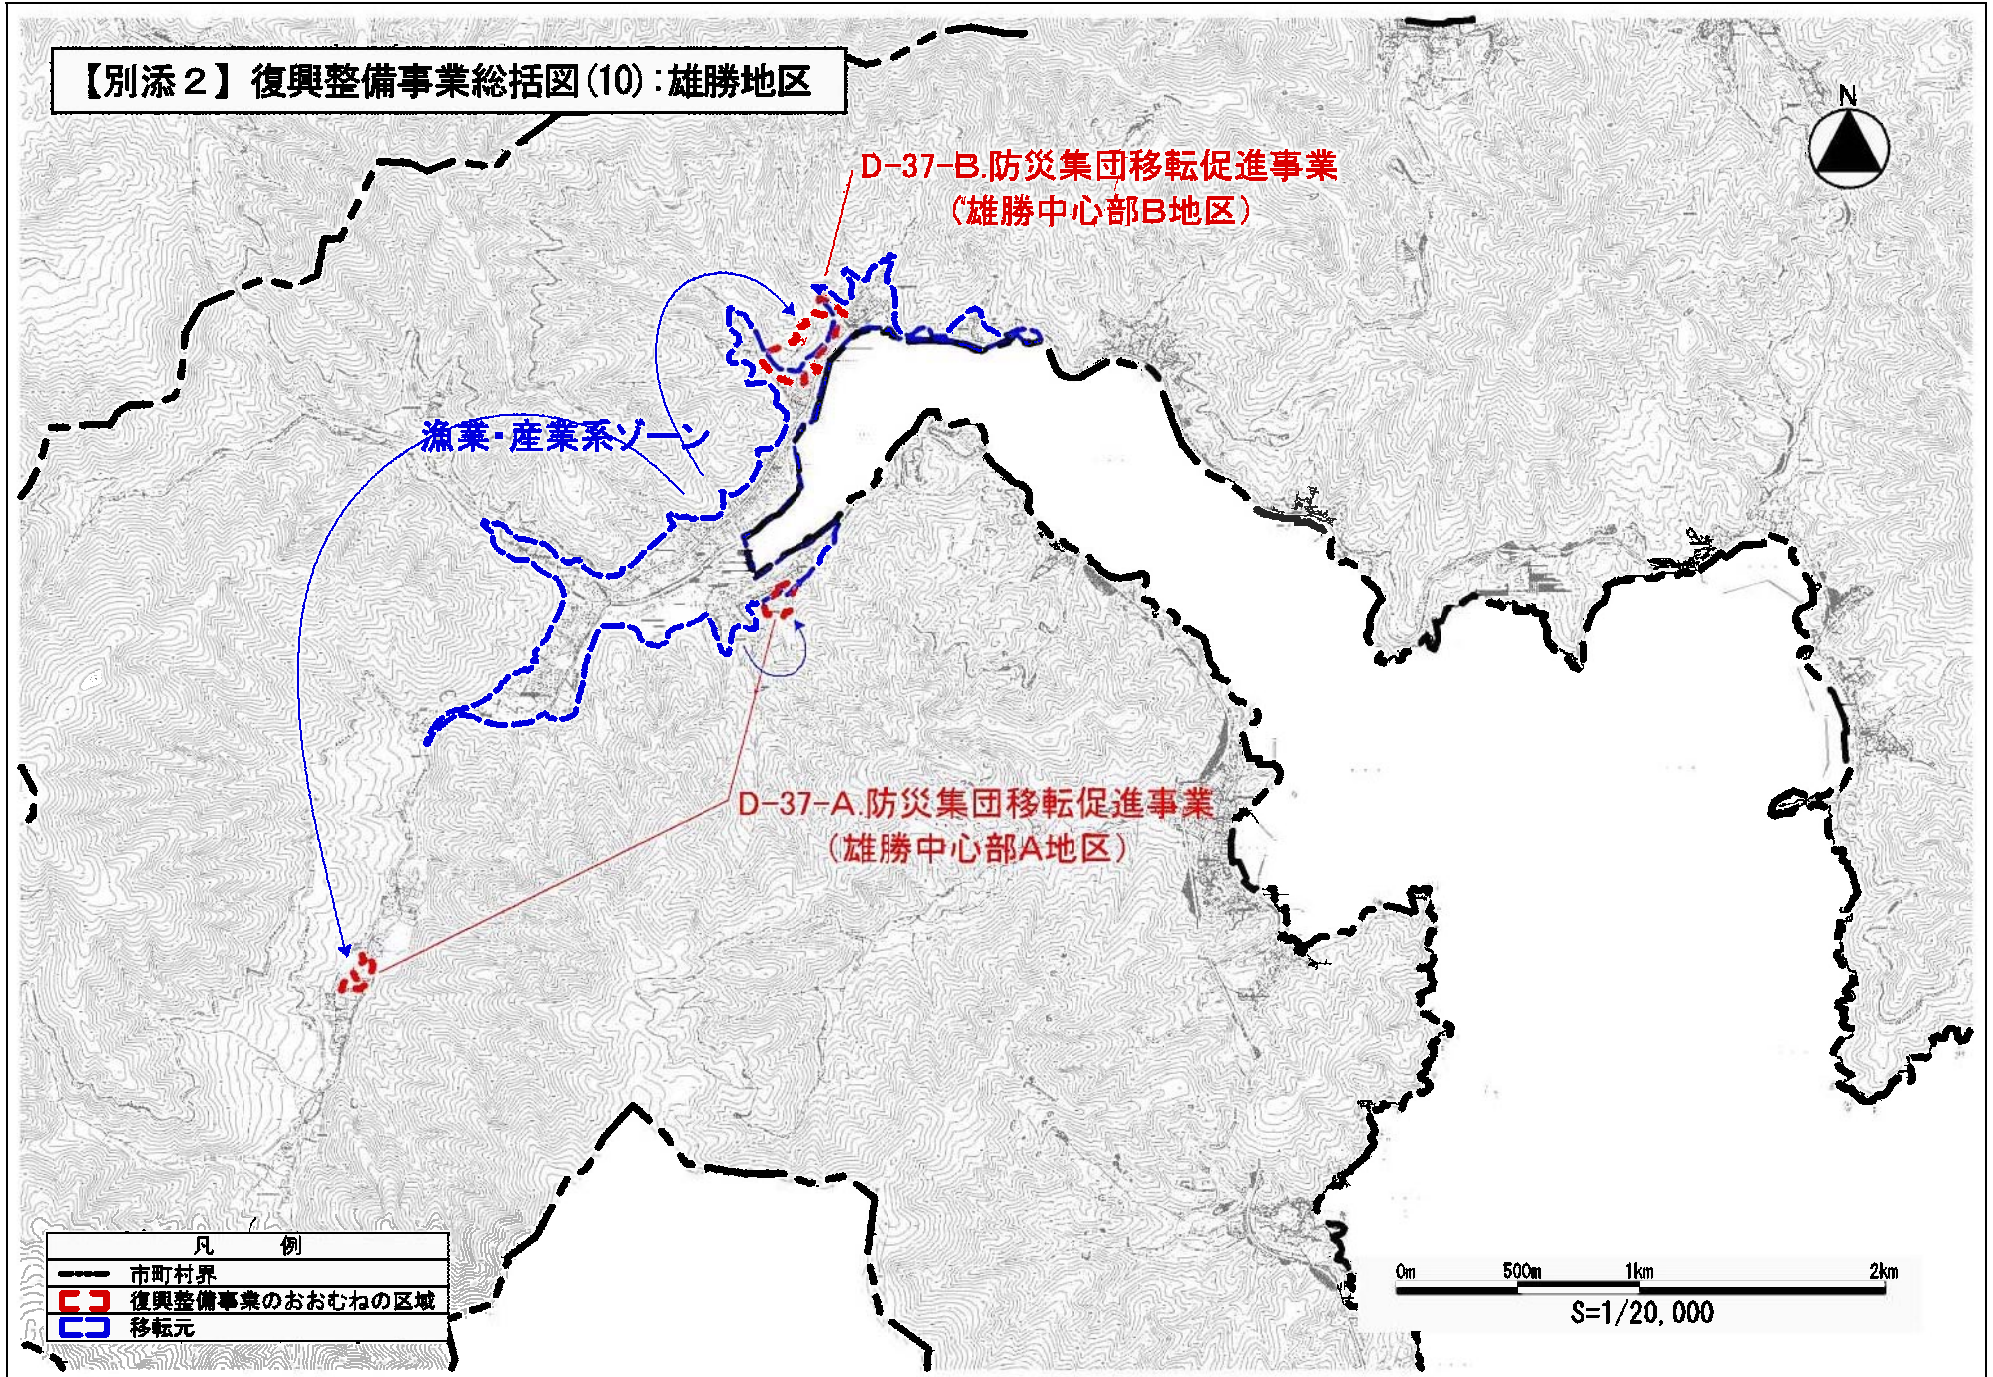 【別添２】復興整備事業総括図(10):雄勝地区
N
D-37-B.防災集団移転促進事業
(雄勝中心部B地区)
漁業・産業系ゾーン
D-37-A.防災集団移転促進事業
(雄勝中心部A地区)
凡　例
市町村界
復興整備事業のおおむねの区域
移転元
0m 500m 1km 2km
S=1/20,000